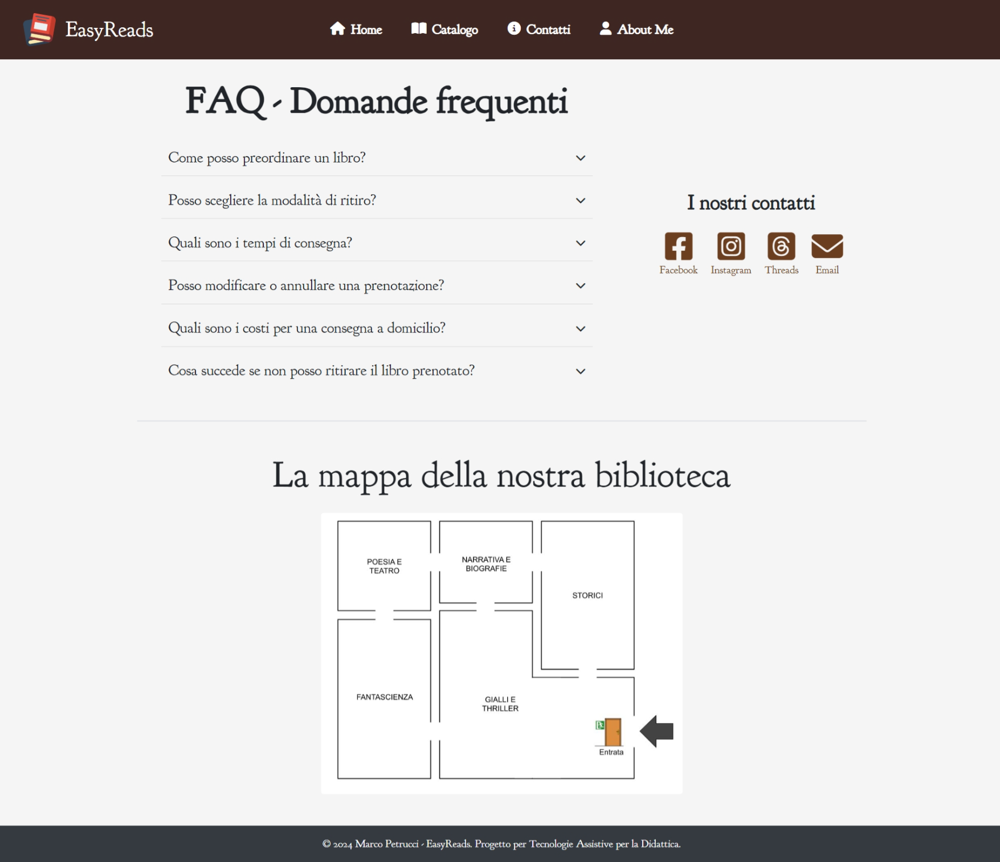 EasyReads
Home
Catalogo
Contatti
About Me
FAQ - Domande frequenti
Come posso preordinare un libro?
Posso scegliere la modalità di ritiro?
Quali sono i tempi di consegna?
Posso modificare o annullare una prenotazione?
Quali sono i costi per una consegna a domicilio?
Cosa succede se non posso ritirare il libro prenotato?
I nostri contatti
Facebook
Instagram
Threads
Email
La mappa della nostra biblioteca
POESIA E
TEATRO
NARRATIVA E
BIOGRAFIE
STORICI
FANTASCIENZA
GIALLI E
THRILLER
Entrata
© 2024 Marco Petrucci - EasyReads. Progetto per Tecnologie Assistive per la Didattica.